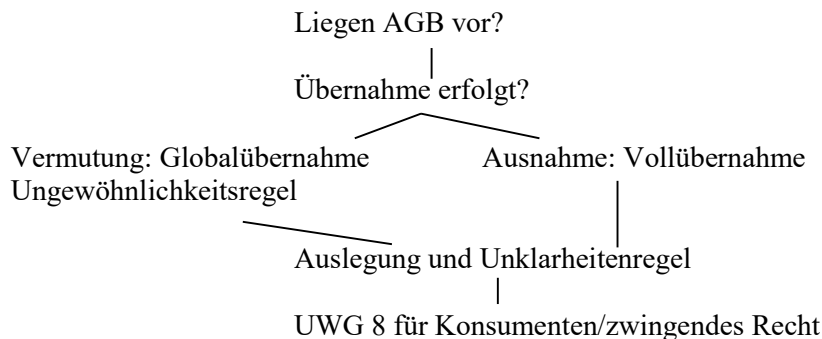 Liegen AGB vor?
Übernahme erfolgt?
Vermutung: Globalübernahme
Ungewöhnlichkeitsregel
Ausnahme: Vollübernahme
Auslegung und Unklarheitenregel
UWG 8 für Konsumenten/zwingendes Recht